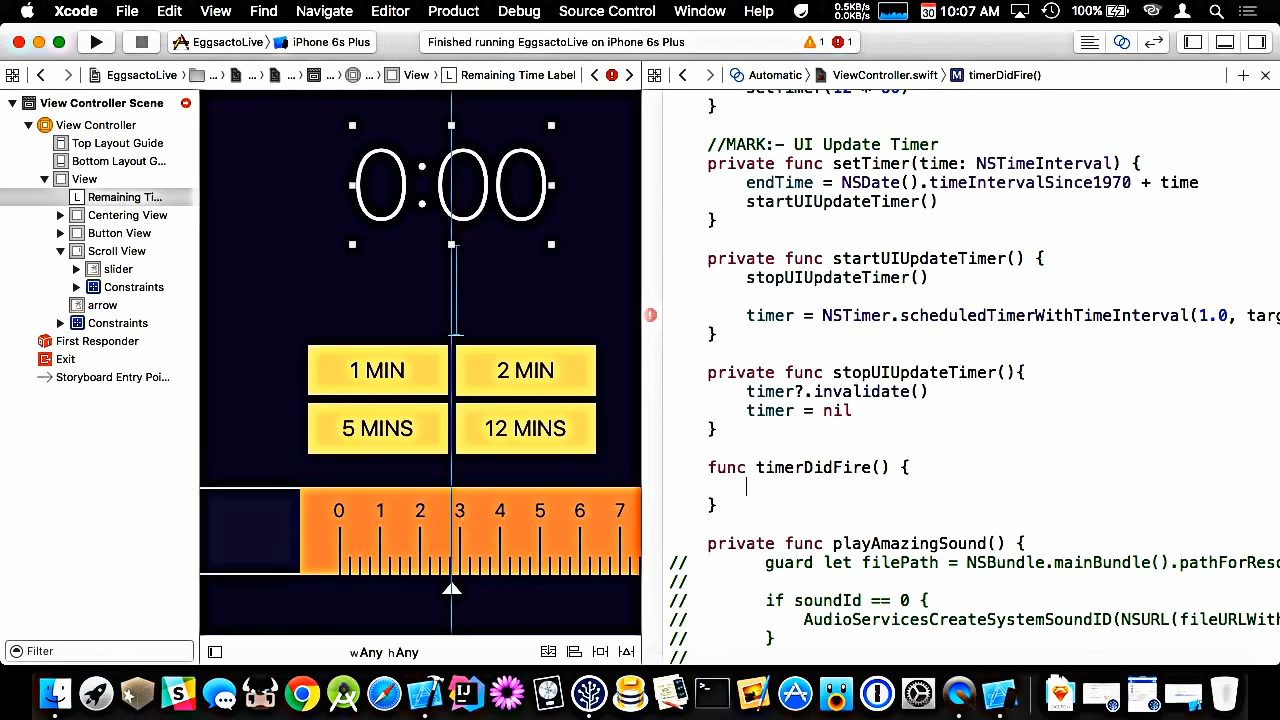 Xcode File Edit View Find Navigate Editor Product Debug Source Control Window Help 0.5KB/s 0.0KB/s 30 10:07 AM 100%
EggsactoLive iPhone 6s Plus Finished running EggsactoLive on iPhone 6s Plus 1 1
EggsactoLive ... ... ... ... ... View L Remaining Time Label Automatic ViewController.swift M timerDidFire()
View Controller Scene
View Controller
Top Layout Guide
Bottom Layout G...
View
L Remaining Ti...
Centering View
Button View
Scroll View
slider
Constraints
arrow
Constraints
First Responder
Exit
Storyboard Entry Poi...
Filter
0:00
1 MIN 2 MIN
5 MINS 12 MINS
0 1 2 3 4 5 6 7
wAny hAny
}
//MARK:- UI Update Timer
private func setTimer(time: NSTimeInterval) {
endTime = NSDate().timeIntervalSince1970 + time
startUIUpdateTimer()
}
private func startUIUpdateTimer() {
stopUIUpdateTimer()
timer = NSTimer.scheduledTimerWithTimeInterval(1.0, targ
}
private func stopUIUpdateTimer(){
timer?.invalidate()
timer = nil
}
func timerDidFire() {
}
private func playAmazingSound() {
// guard let filePath = NSBundle.mainBundle().pathForReso
//
// if soundId == 0 {
// AudioServicesCreateSystemSoundID(NSURL(fileURLWith
// }
//